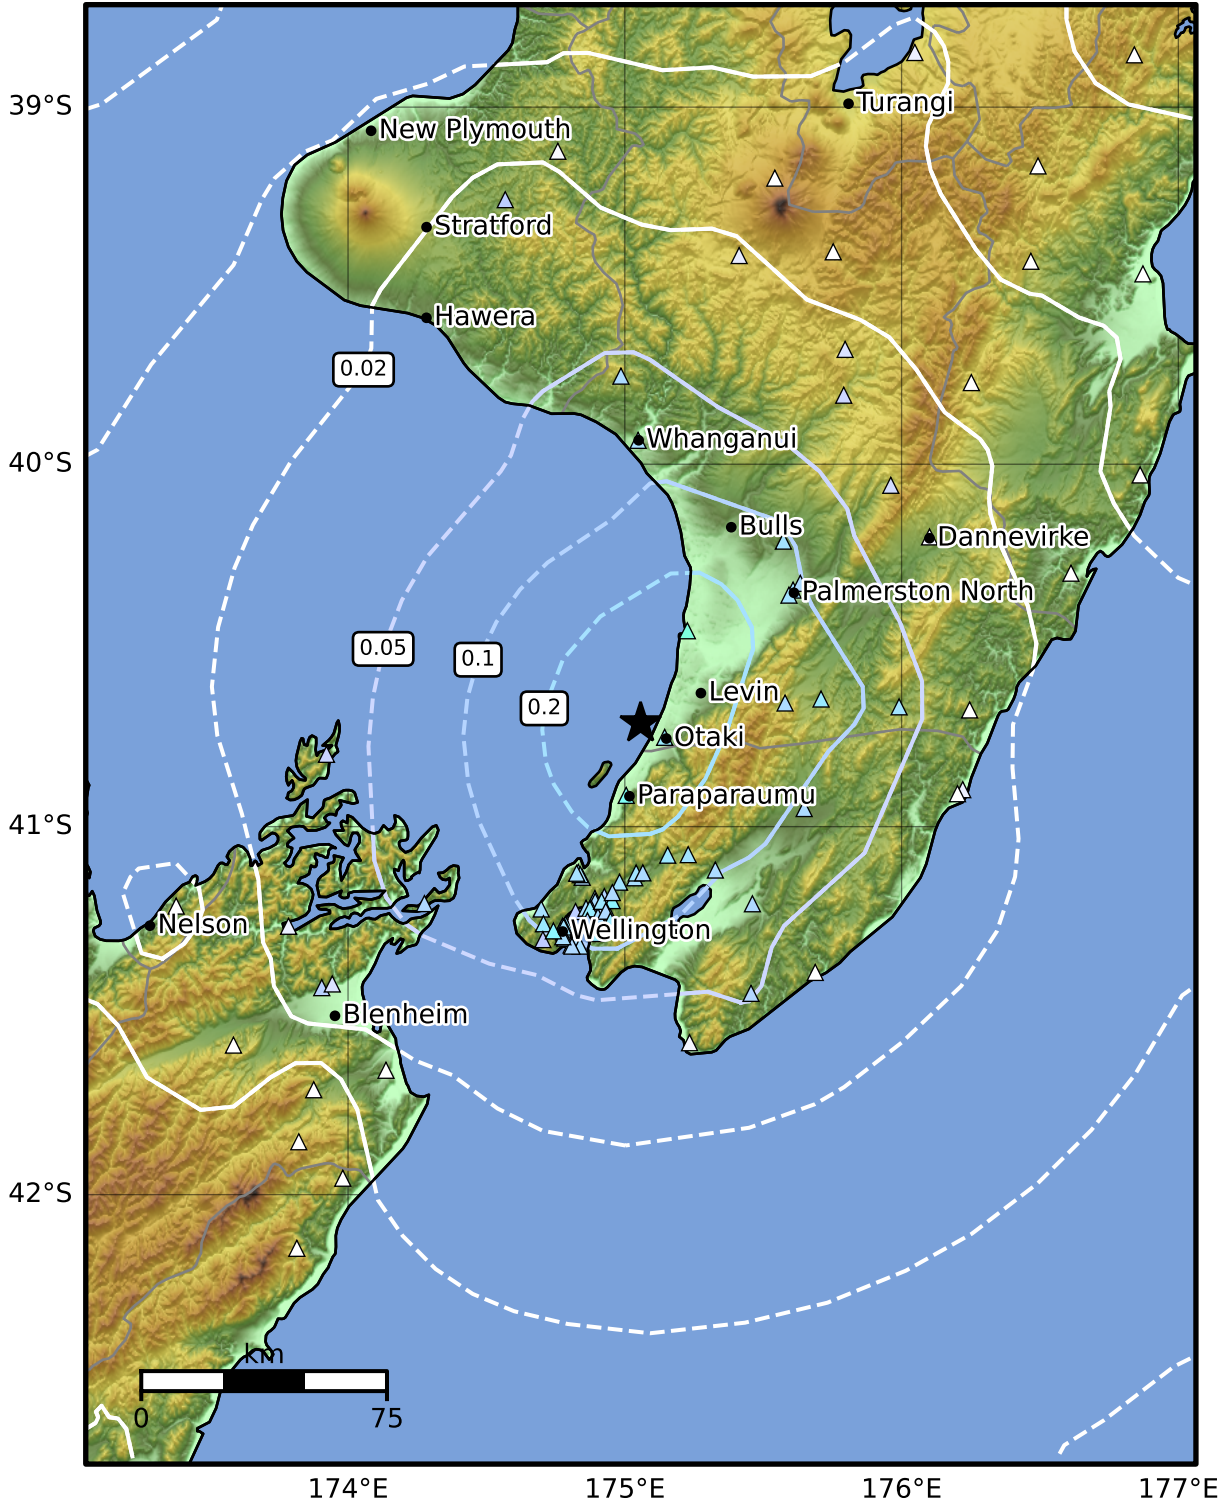 39°S
Turangi
New Plymouth
Stratford
Hawera
0.02
Whanganui
40°S
Bulls
Dannevirke
Palmerston North
0.05
0.1
Levin
0.2
Otaki
Paraparaumu
41°S
Nelson
Wellington
Blenheim
42°S
km
0
75
174°E
175°E
176°E
177°E